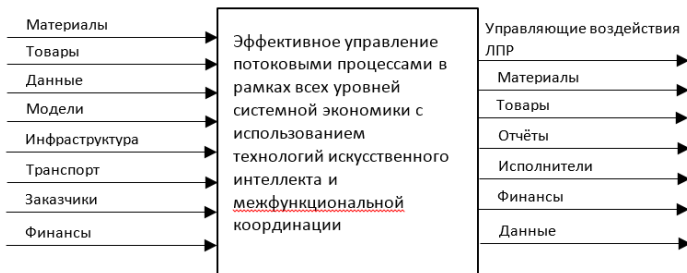 Материалы
Товары
Данные
Модели
Инфраструктура
Транспорт
Заказчики
Финансы
Эффективное управление
потоковыми процессами в
рамках всех уровней
системной экономики с
использованием
технологий искусственного
интеллекта и
межфункциональной
координации
Управляющие воздействия
ЛПР
Материалы
Товары
Отчёты
Исполнители
Финансы
Данные